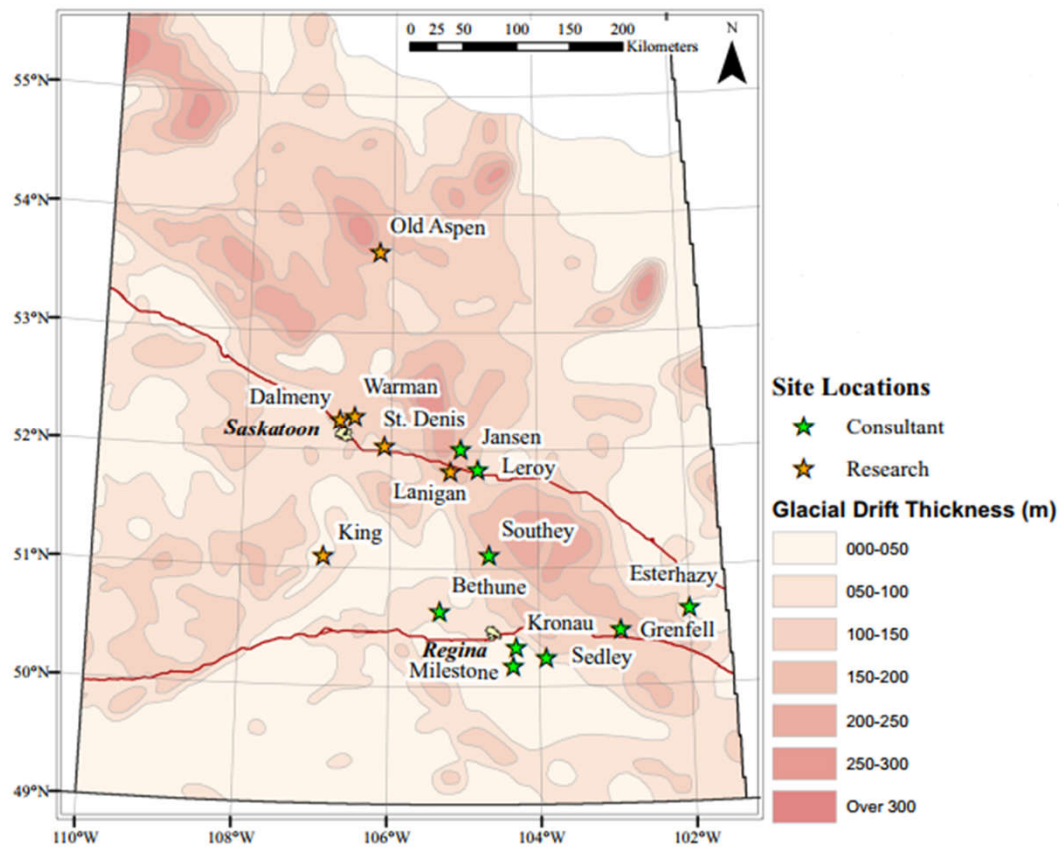 N
0 25 50 100 150 200
Kilometers
55°N
54°N
53°N
52°N
51°N
50°N
49°N
Old Aspen
Warman
Dalmeny
St. Denis
Saskatoon
Jansen
Leroy
Lanigan
King
Southey
Esterhazy
Bethune
Kronau
Grenfell
Regina
Sedley
Milestone
110°W 108°W 106°W 104°W 102°W
Site Locations
Consultant
Research
Glacial Drift Thickness (m)
000-050
050-100
100-150
150-200
200-250
250-300
Over 300